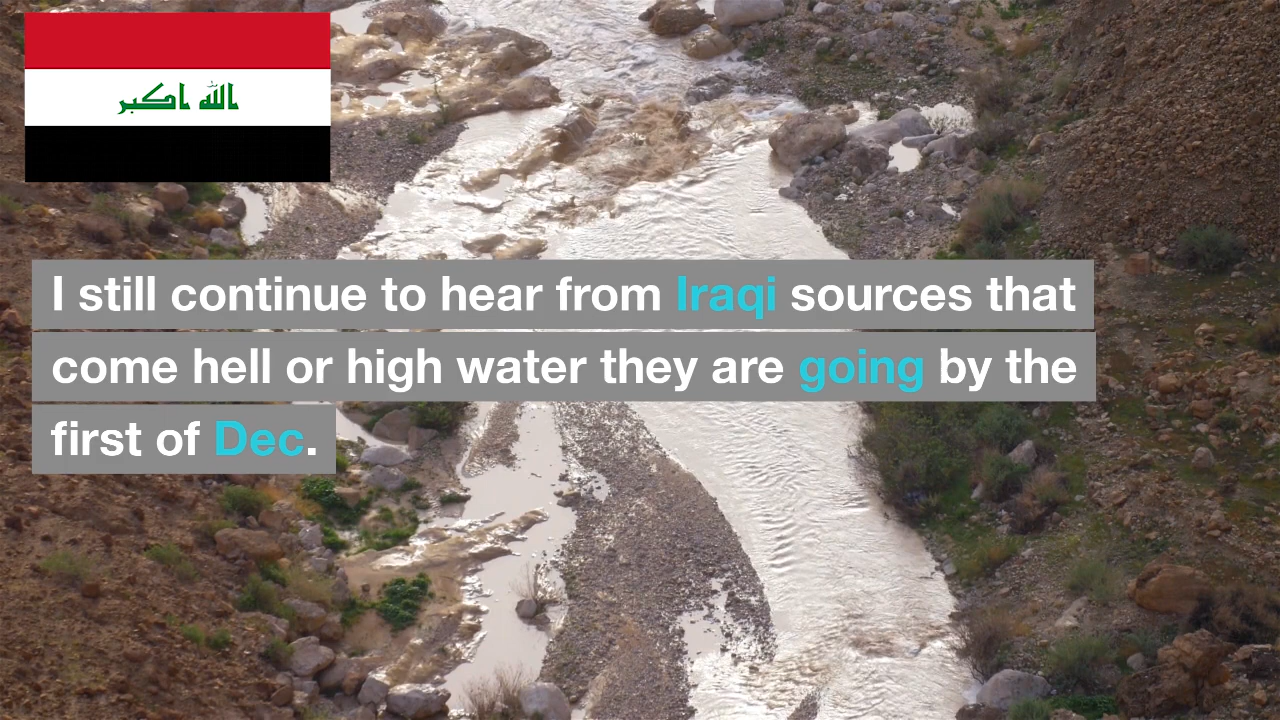 الله اكبر
I still continue to hear from Iraqi sources that
come hell or high water they are going by the
first of Dec.